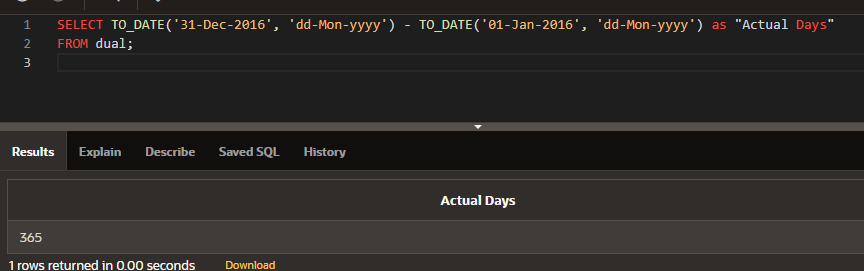 1 SELECT TO_DATE('31-Dec-2016', 'dd-Mon-yyyy') - TO_DATE('01-Jan-2016', 'dd-Mon-yyyy') as "Actual Days"
2 FROM dual;
3
Results Explain Describe Saved SQL History
Actual Days
365
1 rows returned in 0.00 seconds Download